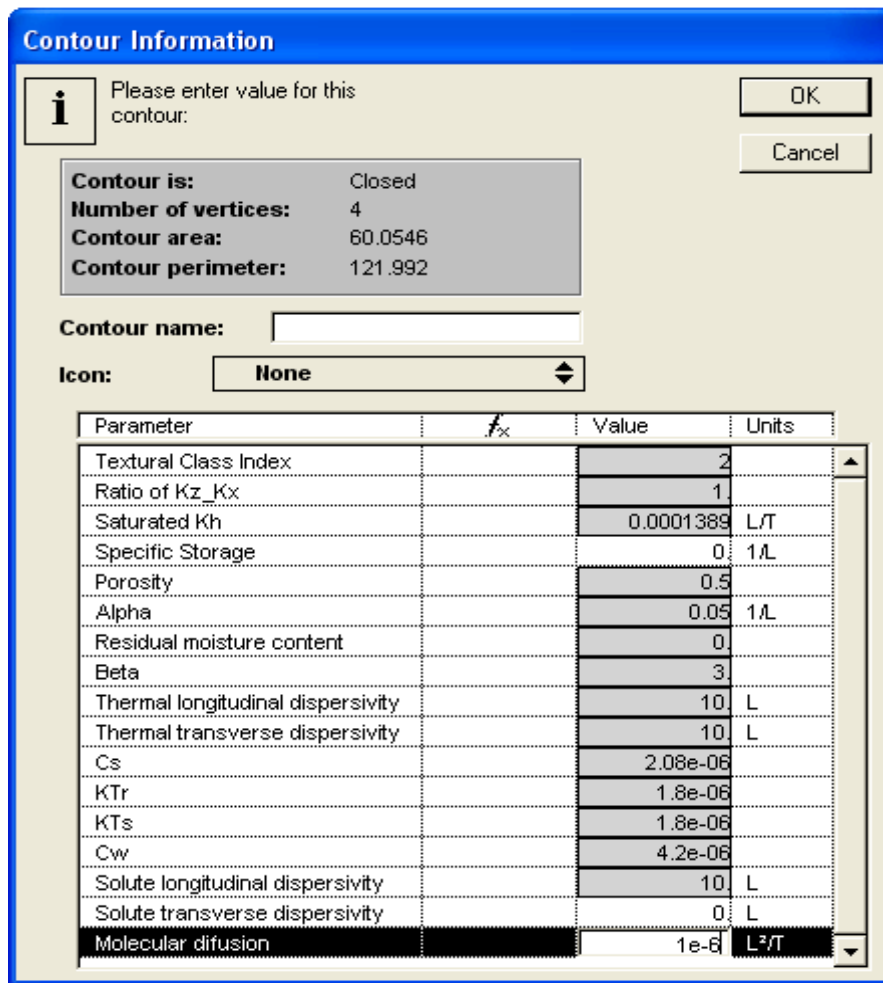 Contour Information
i
Please enter value for this
contour:
OK
Cancel
Contour is: Closed
Number of vertices: 4
Contour area: 60.0546
Contour perimeter: 121.992
Contour name:
Icon: None
Parameter fx Value Units
Textural Class Index 2
Ratio of Kz_Kx 1.
Saturated Kh 0.0001389 L/T
Specific Storage 0. 1/L
Porosity 0.5
Alpha 0.05 1/L
Residual moisture content 0.
Beta 3.
Thermal longitudinal dispersivity 10. L
Thermal transverse dispersivity 10. L
Cs 2.08e-06
KTr 1.8e-06
KTs 1.8e-06
Cw 4.2e-06
Solute longitudinal dispersivity 10. L
Solute transverse dispersivity 0. L
Molecular difusion 1e-6 L²/T